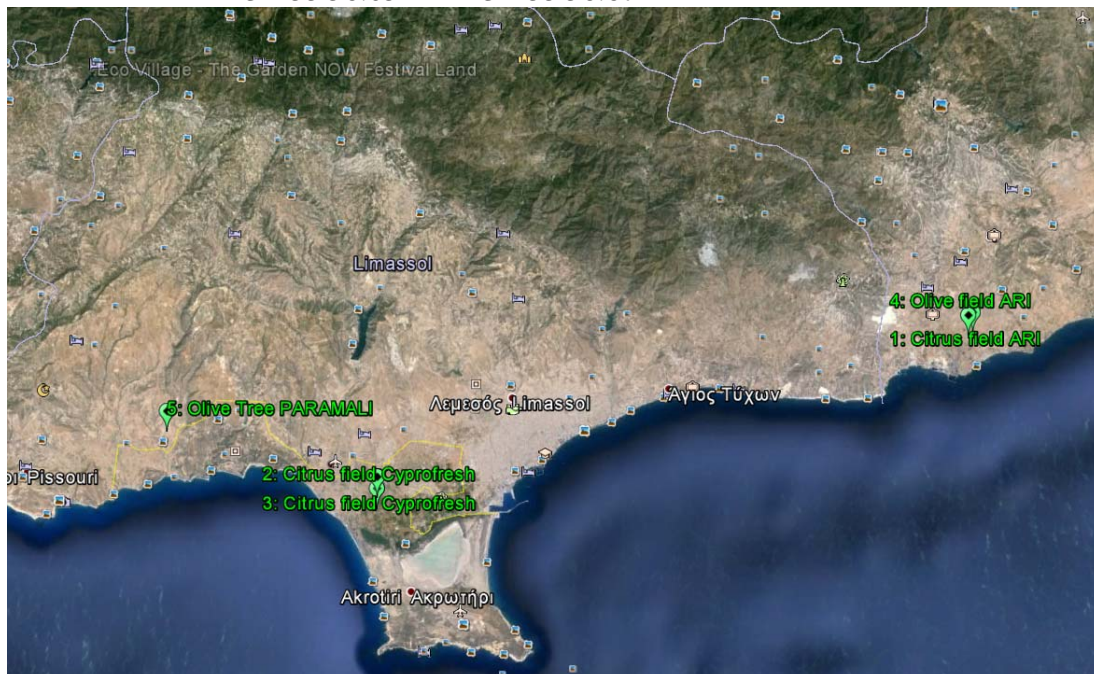 Eco Village - The Garden NOW Festival Land
Limassol
4: Olive field ARI
1: Citrus field ARI
Άγιος Τύχων
Λεμεσός Limassol
5: Olive Tree PARAMALI
2: Citrus field Cyprofresh
Pissouri
3: Citrus field Cyprofresh
Akrotiri Ακρωτήρι